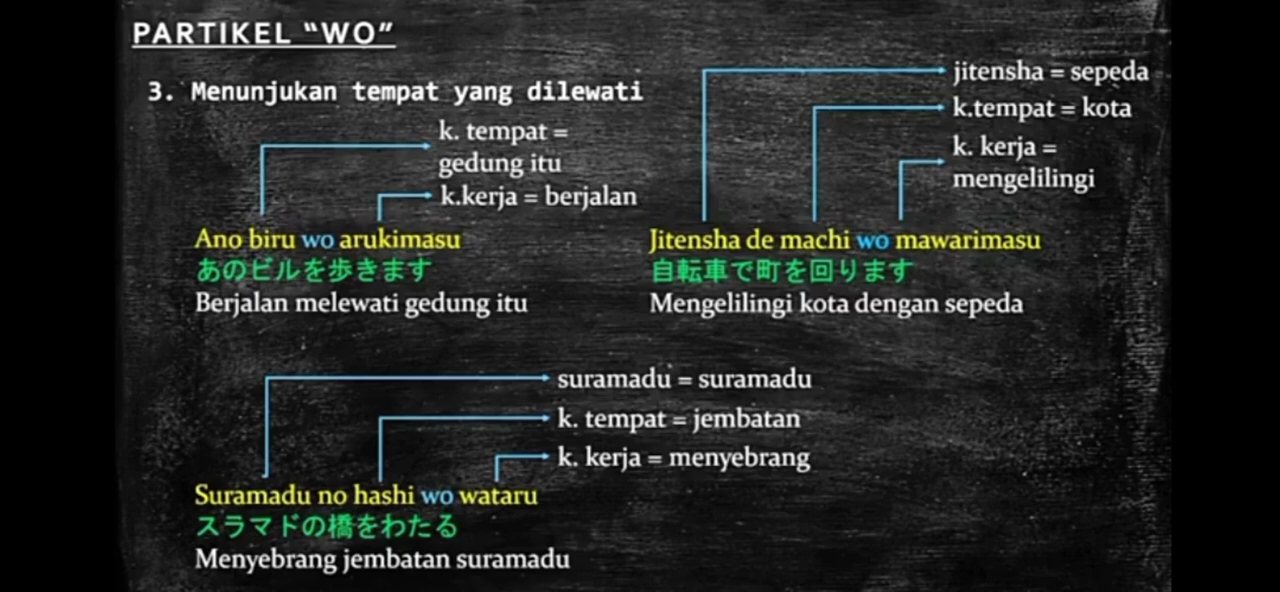 PARTIKEL “WO”
3. Menunjukan tempat yang dilewati
k. tempat =
gedung itu
k.kerja = berjalan
Ano biru wo arukimasu
あのビルを歩きます
Berjalan melewati gedung itu
jitensha = sepeda
k.tempat = kota
k. kerja =
mengelilingi
Jitensha de machi wo mawarimasu
自転車で町を回ります
Mengelilingi kota dengan sepeda
suramadu = suramadu
k. tempat = jembatan
k. kerja = menyebrang
Suramadu no hashi wo wataru
スラマドの橋をわたる
Menyebrang jembatan suramadu